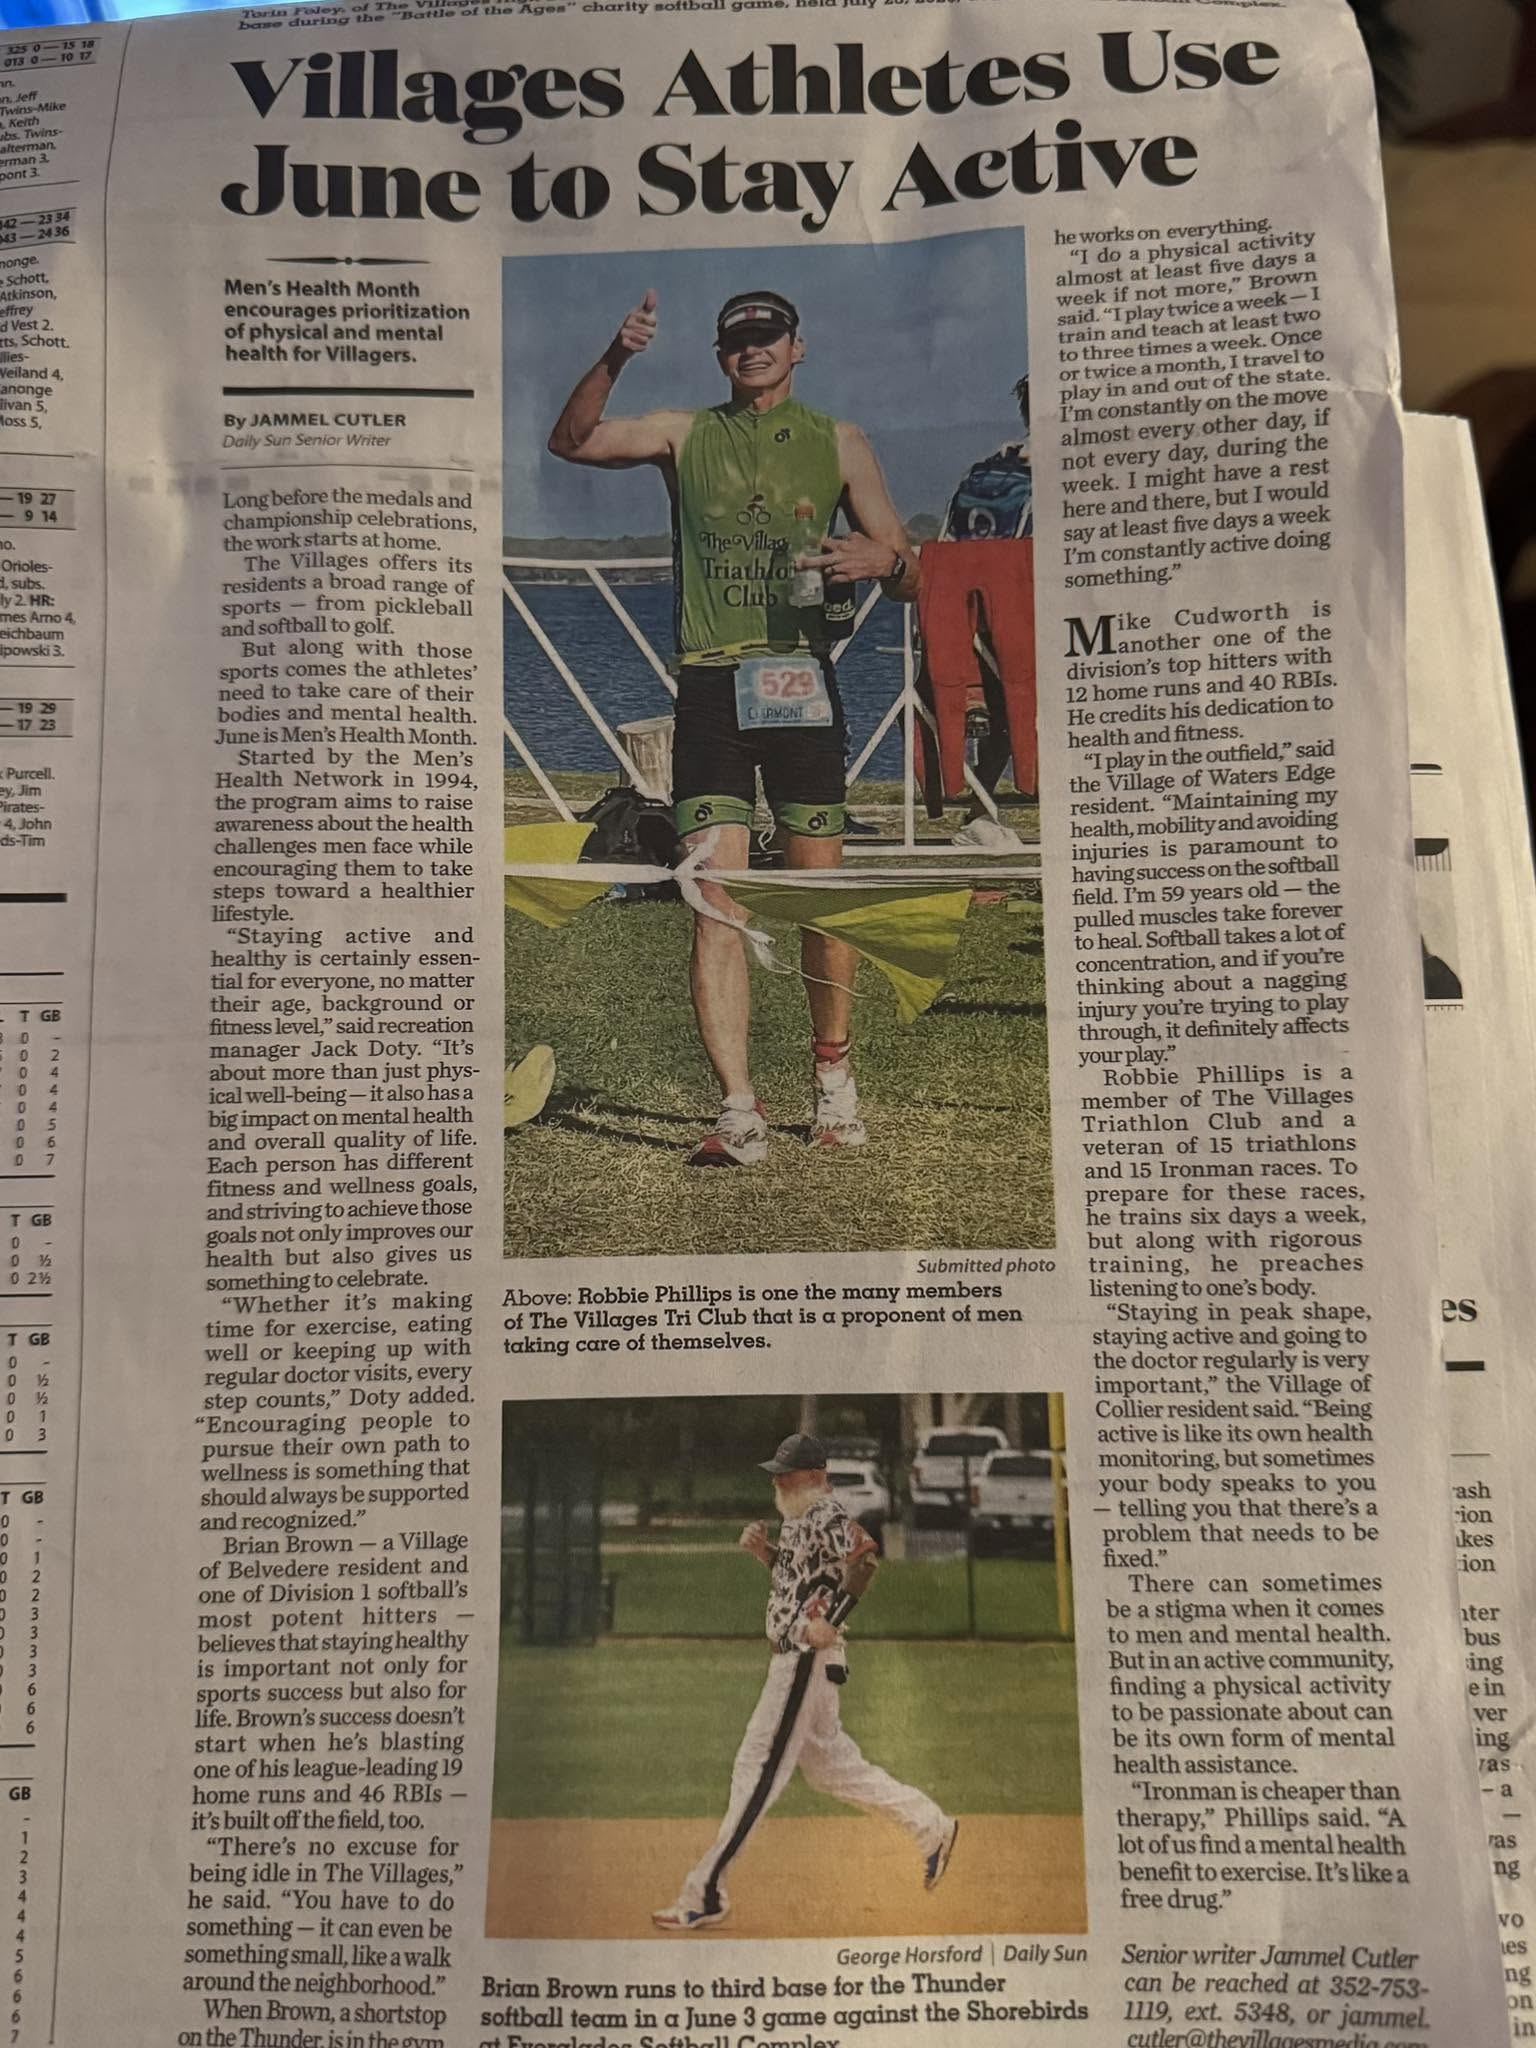 Torin Foley, of The Villages
base during the "Battle of the Ages" charity softball game, held July
Complex.
Villages Athletes Use
June to Stay Active
Men's Health Month
encourages prioritization
of physical and mental
health for Villagers.
By JAMMEL CUTLER
Daily Sun Senior Writer
Long before the medals and
championship celebrations,
the work starts at home.
The Villages offers its
residents a broad range of
sports — from pickleball
and softball to golf.
But along with those
sports comes the athletes'
need to take care of their
bodies and mental health.
June is Men's Health Month.
Started by the Men's
Health Network in 1994,
the program aims to raise
awareness about the health
challenges men face while
encouraging them to take
steps toward a healthier
lifestyle.
"Staying active and
healthy is certainly essen-
tial for everyone, no matter
their age, background or
fitness level," said recreation
manager Jack Doty. "It's
about more than just phys-
ical well-being — it also has a
big impact on mental health
and overall quality of life.
Each person has different
fitness and wellness goals,
and striving to achieve those
goals not only improves our
health but also gives us
something to celebrate.
"Whether it's making
time for exercise, eating
well or keeping up with
regular doctor visits, every
step counts," Doty added.
"Encouraging people to
pursue their own path to
wellness is something that
should always be supported
and recognized."
Brian Brown — a Village
of Belvedere resident and
one of Division 1 softball's
most potent hitters —
believes that staying healthy
is important not only for
sports success but also for
life. Brown's success doesn't
start when he's blasting
one of his league-leading 19
home runs and 46 RBIs —
it's built off the field, too.
"There's no excuse for
being idle in The Villages,"
he said. "You have to do
something — it can even be
something small, like a walk
around the neighborhood."
When Brown, a shortstop
on the Thunder, is in the gym
The Villag
Triathlo
Club
529
CLERMONT
Submitted photo
Above: Robbie Phillips is one the many members
of The Villages Tri Club that is a proponent of men
taking care of themselves.
George Horsford | Daily Sun
Brian Brown runs to third base for the Thunder
softball team in a June 3 game against the Shorebirds
at Everglades Softball Complex.
he works on everything.
"I do a physical activity
almost at least five days a
week if not more," Brown
said. "I play twice a week — I
train and teach at least two
to three times a week. Once
or twice a month, I travel to
play in and out of the state.
I'm constantly on the move
almost every other day, if
not every day, during the
week. I might have a rest
here and there, but I would
say at least five days a week
I'm constantly active doing
something."
Mike Cudworth is
another one of the
division's top hitters with
12 home runs and 40 RBIs.
He credits his dedication to
health and fitness.
"I play in the outfield," said
the Village of Waters Edge
resident. "Maintaining my
health, mobility and avoiding
injuries is paramount to
having success on the softball
field. I'm 59 years old — the
pulled muscles take forever
to heal. Softball takes a lot of
concentration, and if you're
thinking about a nagging
injury you're trying to play
through, it definitely affects
your play."
Robbie Phillips is a
member of The Villages
Triathlon Club and a
veteran of 15 triathlons
and 15 Ironman races. To
prepare for these races,
he trains six days a week,
but along with rigorous
training, he preaches
listening to one's body.
"Staying in peak shape,
staying active and going to
the doctor regularly is very
important," the Village of
Collier resident said. "Being
active is like its own health
monitoring, but sometimes
your body speaks to you
— telling you that there's a
problem that needs to be
fixed."
There can sometimes
be a stigma when it comes
to men and mental health.
But in an active community,
finding a physical activity
to be passionate about can
be its own form of mental
health assistance.
"Ironman is cheaper than
therapy," Phillips said. "A
lot of us find a mental health
benefit to exercise. It's like a
free drug."
Senior writer Jammel Cutler
can be reached at 352-753-
1119, ext. 5348, or jammel.
cutler@thevillagesmedia.com